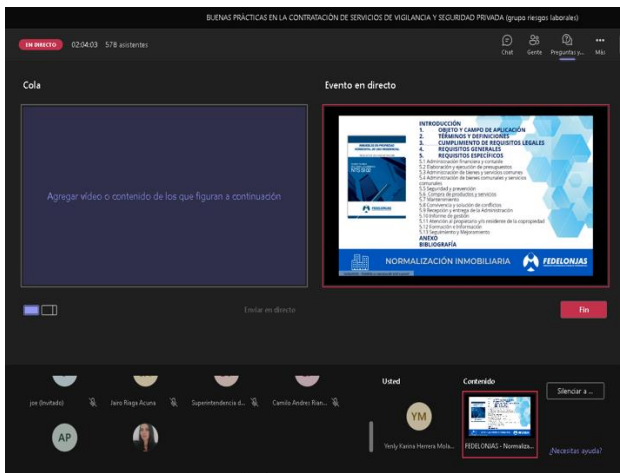 BUENAS PRÁCTICAS EN LA CONTRATACIÓN DE SERVICIOS DE VIGILANCIA Y SEGURIDAD PRIVADA (grupo riesgos laborales)
EN DIRECTO 02:04:03 578 asistentes
Chat Gente Preguntas y... Más
Cola
Evento en directo
Agregar vídeo o contenido de los que figuran a continuación
INTRODUCCIÓN
1. OBJETO Y CAMPO DE APLICACIÓN
2. TÉRMINOS Y DEFINICIONES
3. CUMPLIMIENTO DE REQUISITOS LEGALES
4. REQUISITOS GENERALES
5. REQUISITOS ESPECÍFICOS
5.1 Administración financiera y contable
5.2 Elaboración y ejecución de presupuestos
5.3 Administración de bienes y servicios comunes
5.4 Administración de bienes comunales y servicios
comunales
5.5 Seguridad y prevención
5.6 Compra de productos y servicios
5.7 Mantenimiento
5.8 Convivencia y solución de conflictos
5.9 Recepción y entrega de la Administración
5.10 Informe de gestión
5.11 Atención al propietario y/o residente de la copropiedad
5.12 Formación e Información
5.13 Seguimiento y Mejoramiento
ANEXO
BIBLIOGRAFÍA
INMUEBLES DE PROPIEDAD
FEDELONJAS
NORMALIZACIÓN INMOBILIARIA
FEDELONJAS
Enviar en directo
Fin
joe (Invitado) Jairo Riaga Acuna Superintendencia d... Camilo Andres Rian...
AP
Usted
YM
Yenly Karina Herrera Mola...
Contenido
FEDELONJAS - Normaliza...
Silenciar a ...
¿Necesitas ayuda?